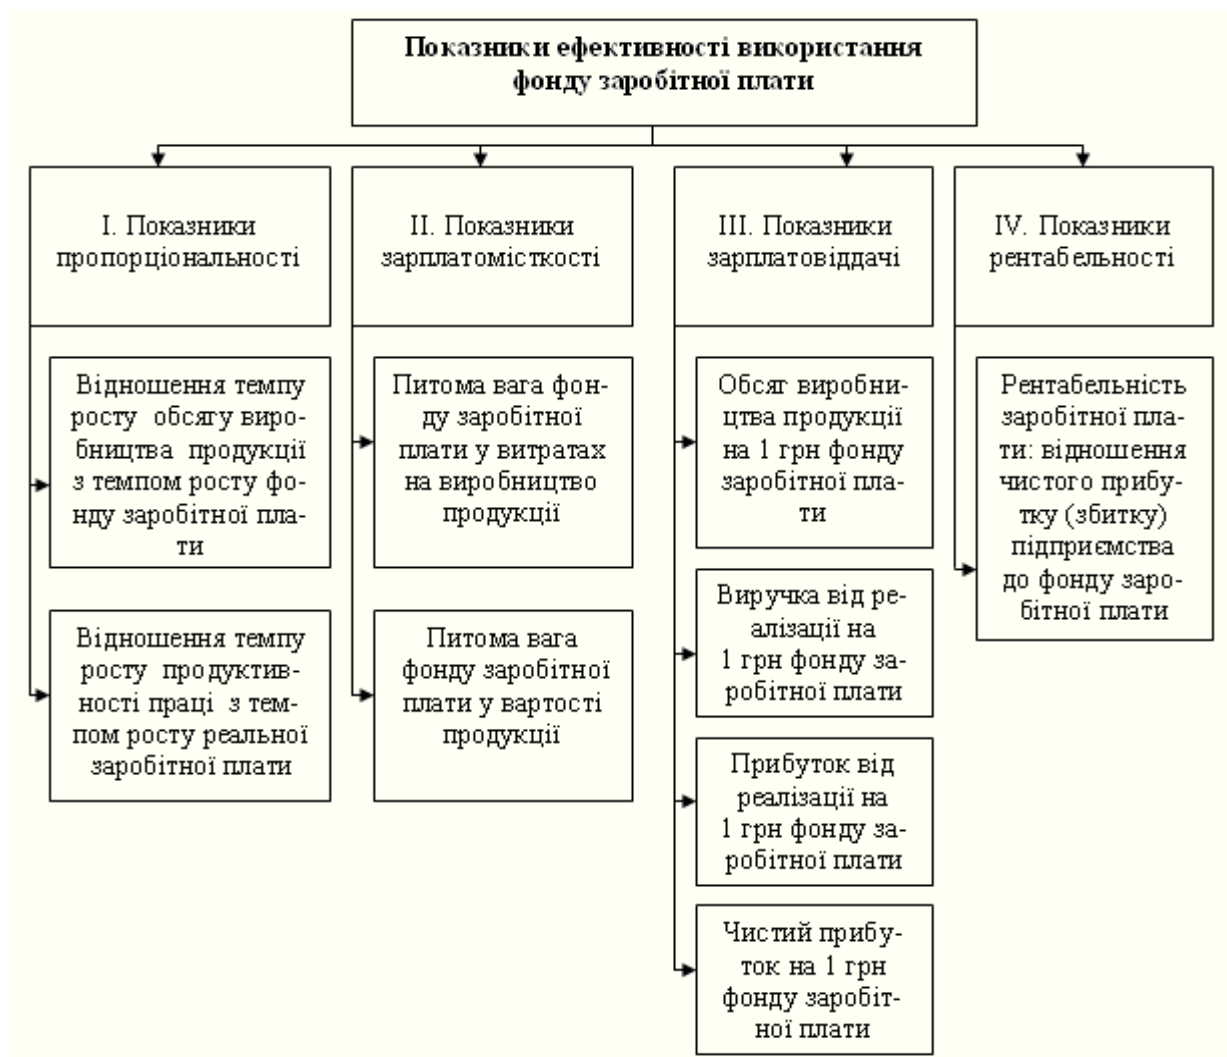 Показники ефективності використання
фонду заробітної плати
І. Показники
пропорціональності
ІІ. Показники
зарплатомісткості
ІІІ. Показники
зарплатовіддачі
IV. Показники
рентабельності
Відношення темпу
росту обсягу виро-
бництва продукції
з темпом росту фо-
нду заробітної пла-
ти
Відношення темпу
росту продуктив-
ності праці з тем-
пом росту реальної
заробітної плати
Питома вага фон-
ду заробітної
плати у витратах
на виробництво
продукції
Питома вага
фонду заробітної
плати у вартості
продукції
Обсяг виробни-
цтва продукції
на 1 грн фонду
заробітної пла-
ти
Виручка від ре-
алізації на
1 грн фонду за-
робітної плати
Прибуток від
реалізації на
1 грн фонду за-
робітної плати
Чистий прибу-
ток на 1 грн
фонду заробіт-
ної плати
Рентабельність
заробітної пла-
ти: відношення
чистого прибу-
тку (збитку)
підприємства
до фонду заро-
бітної плати